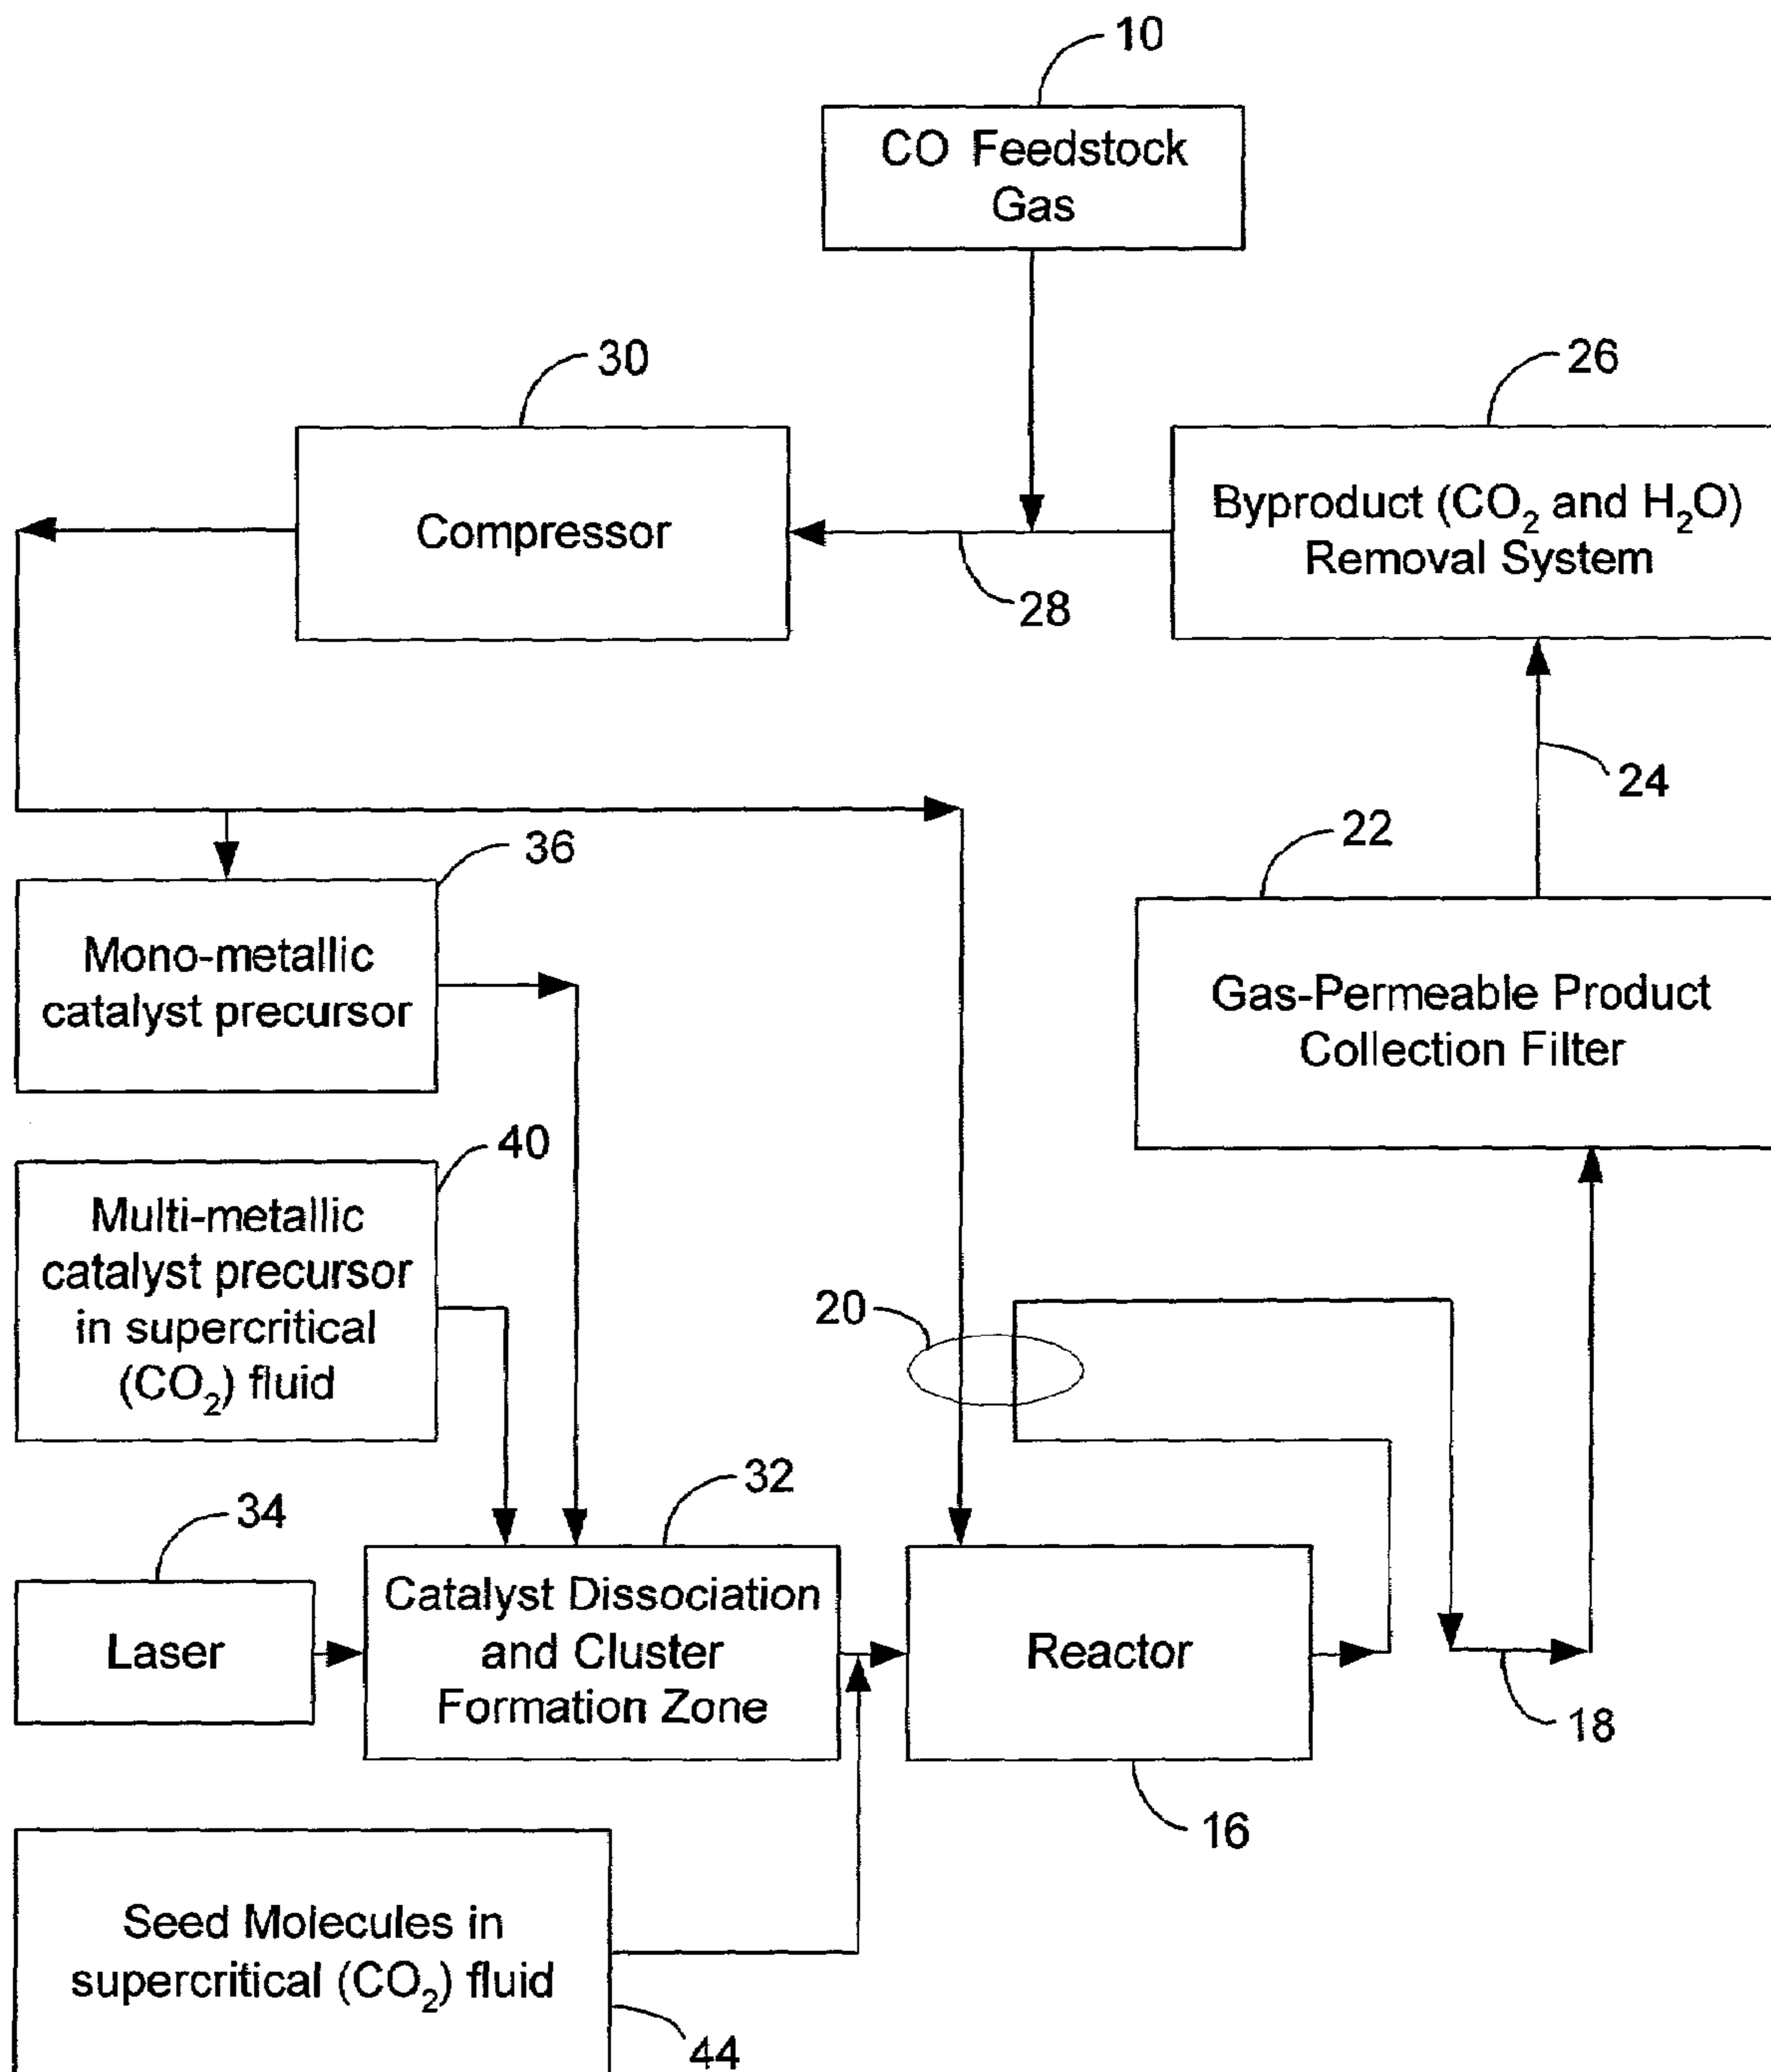 10
CO Feedstock
Gas
30
26
Compressor
Byproduct (CO₂ and H₂O)
Removal System
28
24
36
22
Mono-metallic
catalyst precursor
Gas-Permeable Product
Collection Filter
40
Multi-metallic
catalyst precursor
in supercritical
(CO₂) fluid
20
32
34
Laser
Catalyst Dissociation
and Cluster
Formation Zone
Reactor
18
16
Seed Molecules in
supercritical (CO₂) fluid
44